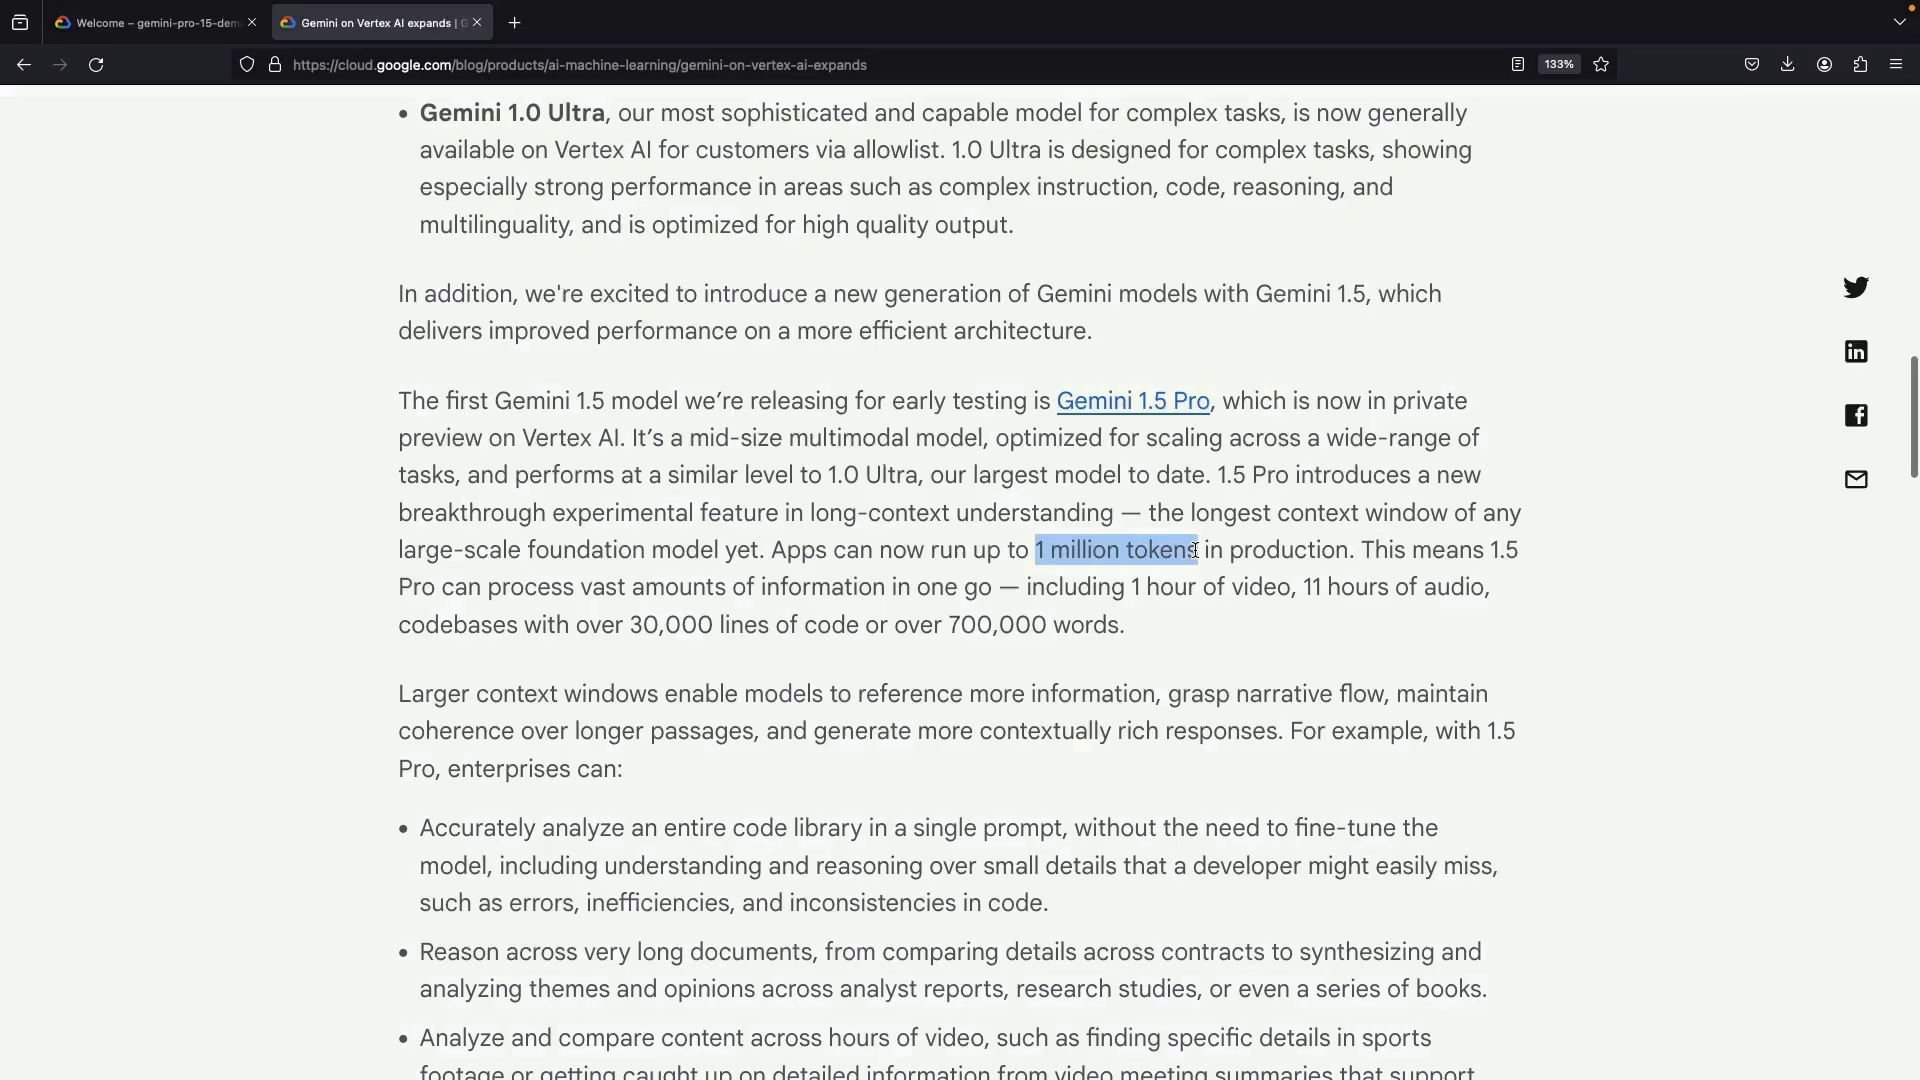 Welcome – gemini-pro-15-dem
Gemini on Vertex AI expands | G
https://cloud.google.com/blog/products/ai-machine-learning/gemini-on-vertex-ai-expands
133%
• Gemini 1.0 Ultra, our most sophisticated and capable model for complex tasks, is now generally
available on Vertex AI for customers via allowlist. 1.0 Ultra is designed for complex tasks, showing
especially strong performance in areas such as complex instruction, code, reasoning, and
multilinguality, and is optimized for high quality output.
In addition, we're excited to introduce a new generation of Gemini models with Gemini 1.5, which
delivers improved performance on a more efficient architecture.
The first Gemini 1.5 model we’re releasing for early testing is Gemini 1.5 Pro, which is now in private
preview on Vertex AI. It’s a mid-size multimodal model, optimized for scaling across a wide-range of
tasks, and performs at a similar level to 1.0 Ultra, our largest model to date. 1.5 Pro introduces a new
breakthrough experimental feature in long-context understanding — the longest context window of any
large-scale foundation model yet. Apps can now run up to 1 million tokens in production. This means 1.5
Pro can process vast amounts of information in one go — including 1 hour of video, 11 hours of audio,
codebases with over 30,000 lines of code or over 700,000 words.
Larger context windows enable models to reference more information, grasp narrative flow, maintain
coherence over longer passages, and generate more contextually rich responses. For example, with 1.5
Pro, enterprises can:
• Accurately analyze an entire code library in a single prompt, without the need to fine-tune the
model, including understanding and reasoning over small details that a developer might easily miss,
such as errors, inefficiencies, and inconsistencies in code.
• Reason across very long documents, from comparing details across contracts to synthesizing and
analyzing themes and opinions across analyst reports, research studies, or even a series of books.
• Analyze and compare content across hours of video, such as finding specific details in sports
footage or getting caught up on detailed information from video meeting summaries that support